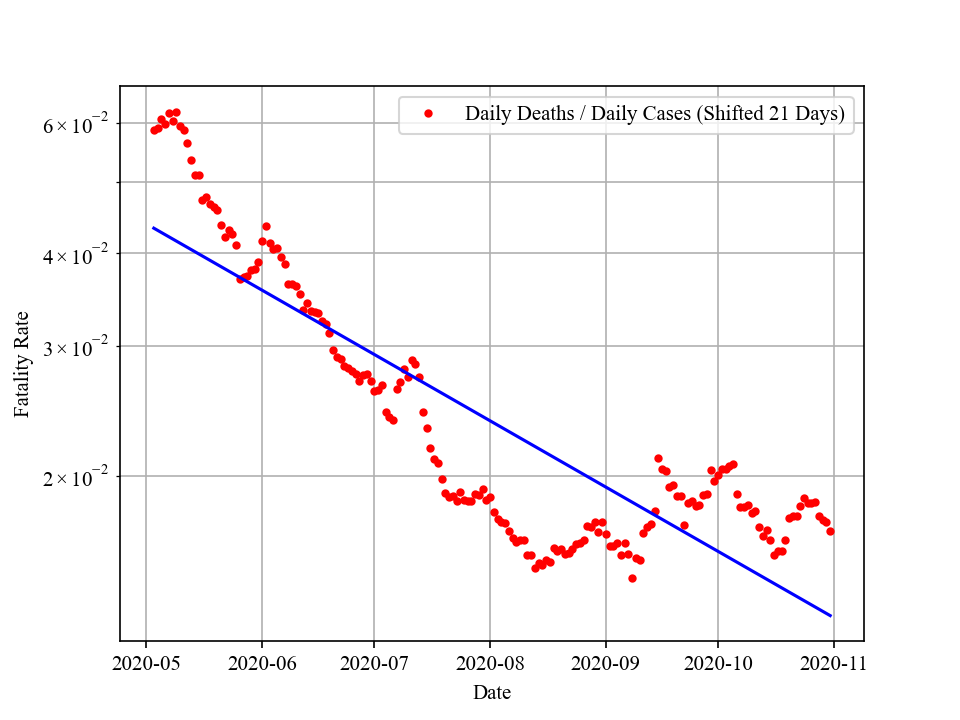 Daily Deaths / Daily Cases (Shifted 21 Days)
6 × 10⁻²
4 × 10⁻²
3 × 10⁻²
2 × 10⁻²
Fatality Rate
2020-05 2020-06 2020-07 2020-08 2020-09 2020-10 2020-11
Date